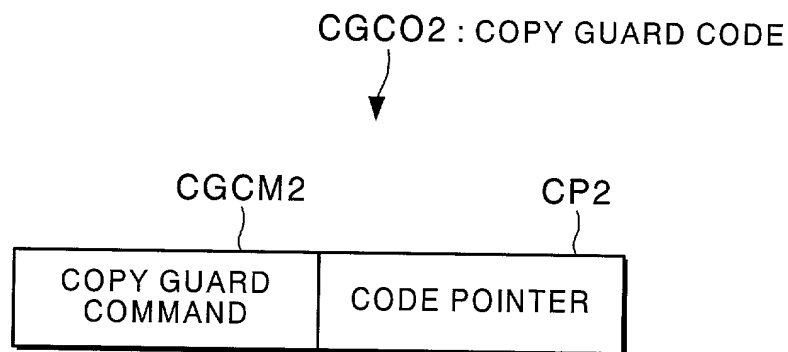 CGCO2 : COPY GUARD CODE
CGCM2
CP2
COPY GUARD
COMMAND
CODE POINTER